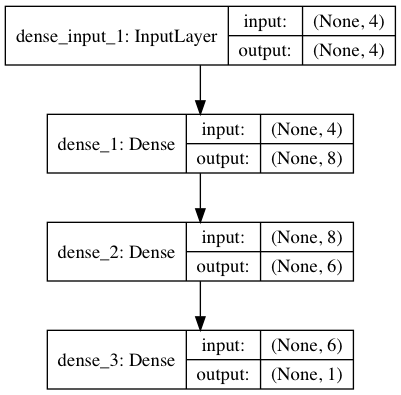 dense_input_1: InputLayer
input: (None, 4)
output: (None, 4)
dense_1: Dense
input: (None, 4)
output: (None, 8)
dense_2: Dense
input: (None, 8)
output: (None, 6)
dense_3: Dense
input: (None, 6)
output: (None, 1)